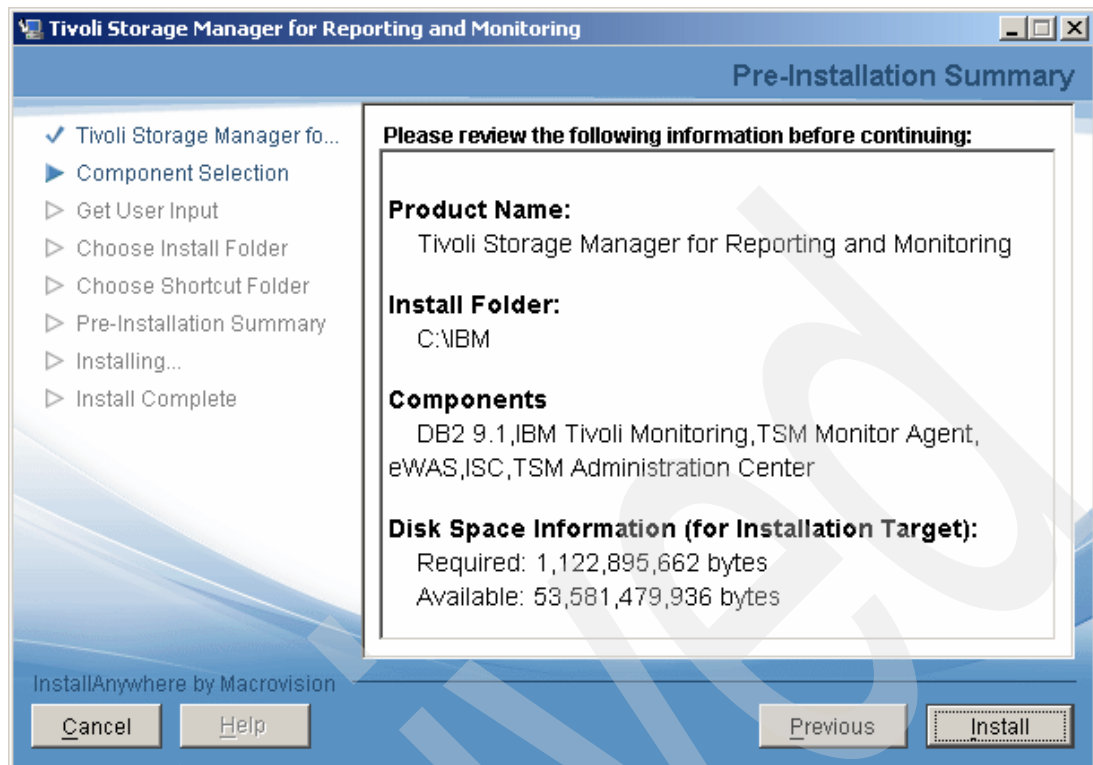 Tivoli Storage Manager for Reporting and Monitoring
Pre-Installation Summary
Tivoli Storage Manager fo...
Component Selection
Get User Input
Choose Install Folder
Choose Shortcut Folder
Pre-Installation Summary
Installing...
Install Complete
Please review the following information before continuing:
Product Name:
Tivoli Storage Manager for Reporting and Monitoring
Install Folder:
C:\IBM
Components
DB2 9.1,IBM Tivoli Monitoring,TSM Monitor Agent,
eWAS,ISC,TSM Administration Center
Disk Space Information (for Installation Target):
Required: 1,122,895,662 bytes
Available: 53,581,479,936 bytes
InstallAnywhere by Macrovision
Cancel
Help
Previous
Install